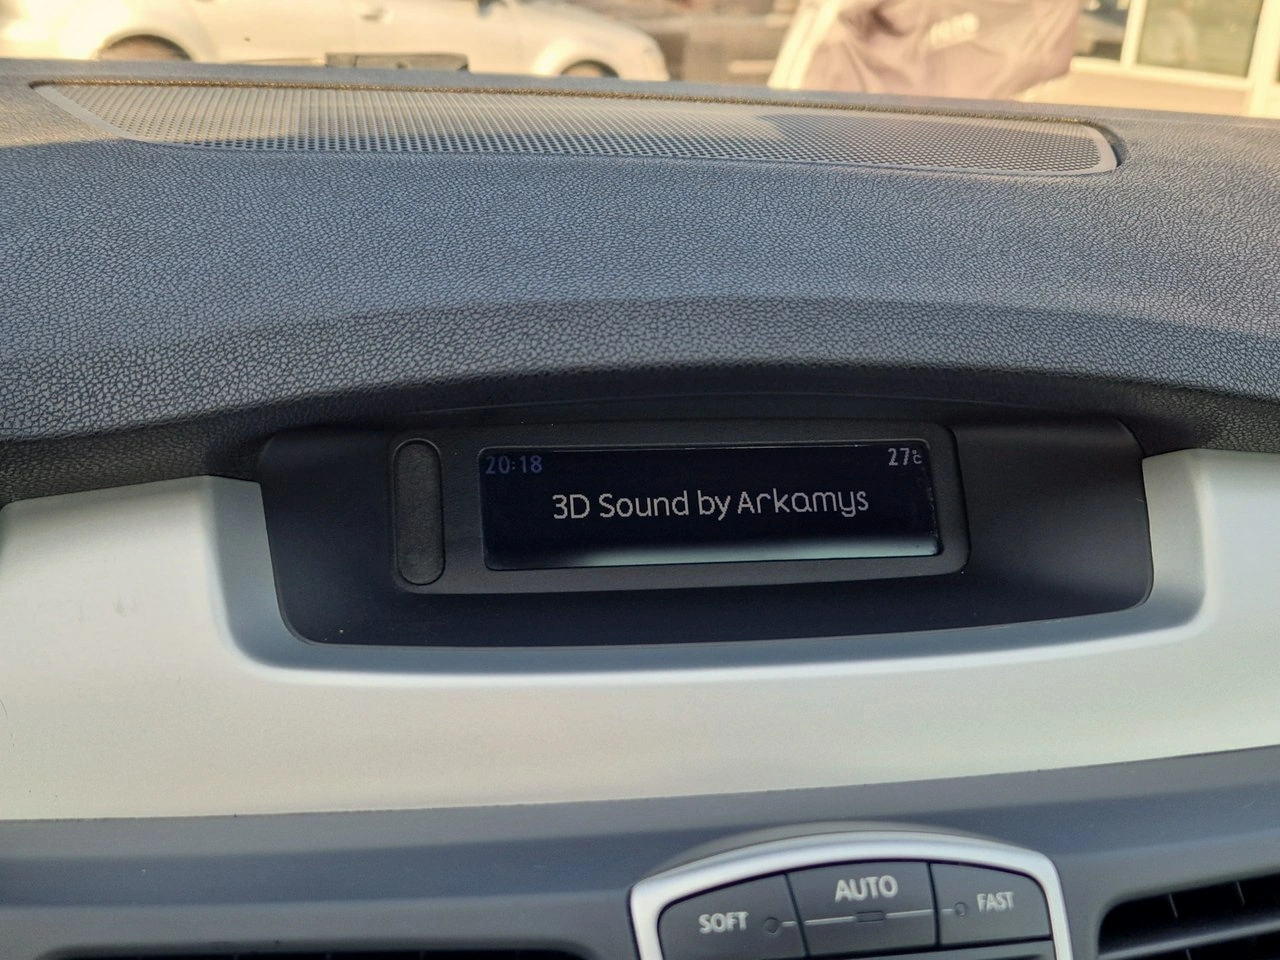 20:18 27°C
3D Sound by Arkamys
SOFT AUTO FAST